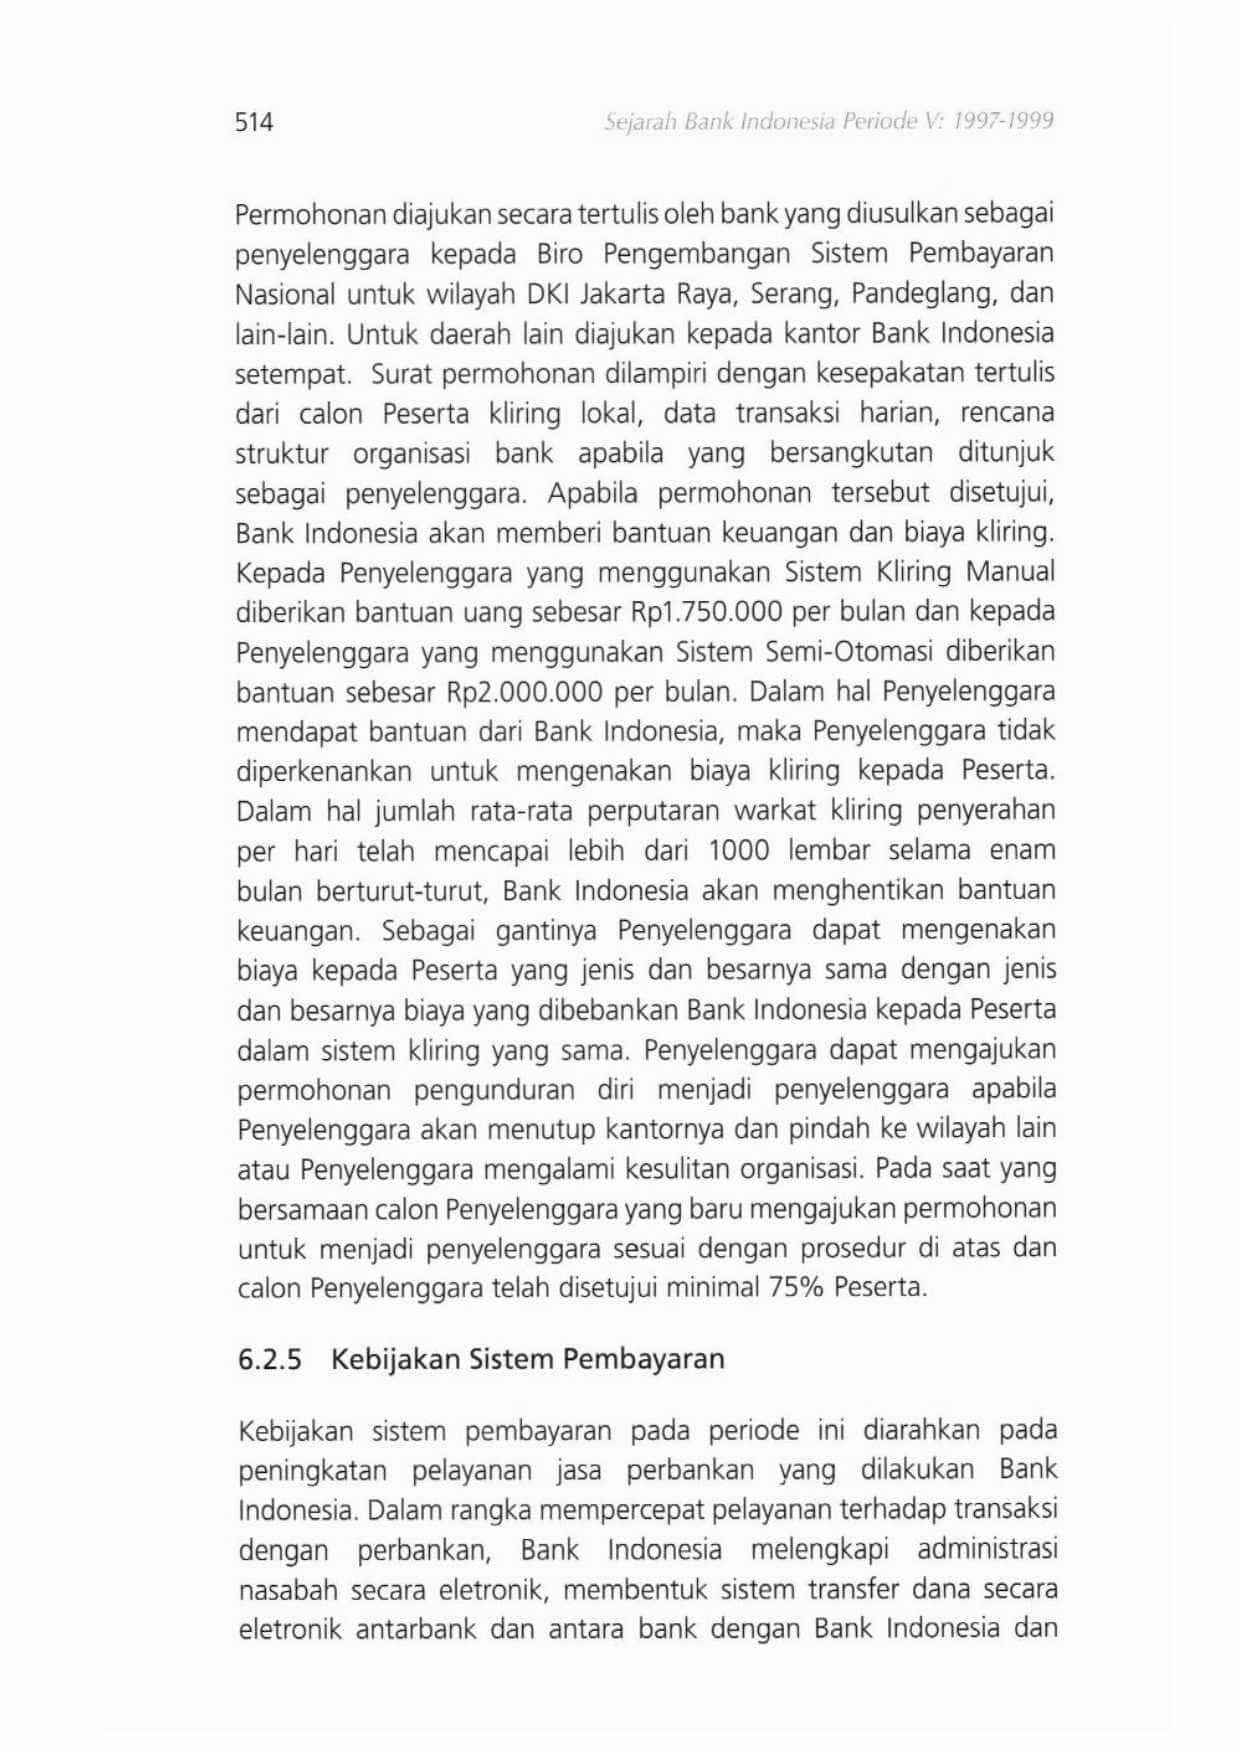 514
Sejarah Bank Indonesia Periode V: 1997-1999
Permohonan diajukan secara tertulis oleh bank yang diusulkan sebagai
penyelenggara kepada Biro Pengembangan Sistem Pembayaran
Nasional untuk wilayah DKI Jakarta Raya, Serang, Pandeglang, dan
lain-lain. Untuk daerah lain diajukan kepada kantor Bank Indonesia
setempat. Surat permohonan dilampiri dengan kesepakatan tertulis
dari calon Peserta kliring lokal, data transaksi harian, rencana
struktur organisasi bank apabila yang bersangkutan ditunjuk
sebagai penyelenggara. Apabila permohonan tersebut disetujui,
Bank Indonesia akan memberi bantuan keuangan dan biaya kliring.
Kepada Penyelenggara yang menggunakan Sistem Kliring Manual
diberikan bantuan uang sebesar Rp1.750.000 per bulan dan kepada
Penyelenggara yang menggunakan Sistem Semi-Otomasi diberikan
bantuan sebesar Rp2.000.000 per bulan. Dalam hal Penyelenggara
mendapat bantuan dari Bank Indonesia, maka Penyelenggara tidak
diperkenankan untuk mengenakan biaya kliring kepada Peserta.
Dalam hal jumlah rata-rata perputaran warkat kliring penyerahan
per hari telah mencapai lebih dari 1000 lembar selama enam
bulan berturut-turut, Bank Indonesia akan menghentikan bantuan
keuangan. Sebagai gantinya Penyelenggara dapat mengenakan
biaya kepada Peserta yang jenis dan besarnya sama dengan jenis
dan besarnya biaya yang dibebankan Bank Indonesia kepada Peserta
dalam sistem kliring yang sama. Penyelenggara dapat mengajukan
permohonan pengunduran diri menjadi penyelenggara apabila
Penyelenggara akan menutup kantornya dan pindah ke wilayah lain
atau Penyelenggara mengalami kesulitan organisasi. Pada saat yang
bersamaan calon Penyelenggara yang baru mengajukan permohonan
untuk menjadi penyelenggara sesuai dengan prosedur di atas dan
calon Penyelenggara telah disetujui minimal 75% Peserta.
6.2.5 Kebijakan Sistem Pembayaran
Kebijakan sistem pembayaran pada periode ini diarahkan pada
peningkatan pelayanan jasa perbankan yang dilakukan Bank
Indonesia. Dalam rangka mempercepat pelayanan terhadap transaksi
dengan perbankan, Bank Indonesia melengkapi administrasi
nasabah secara eletronik, membentuk sistem transfer dana secara
eletronik antarbank dan antara bank dengan Bank Indonesia dan